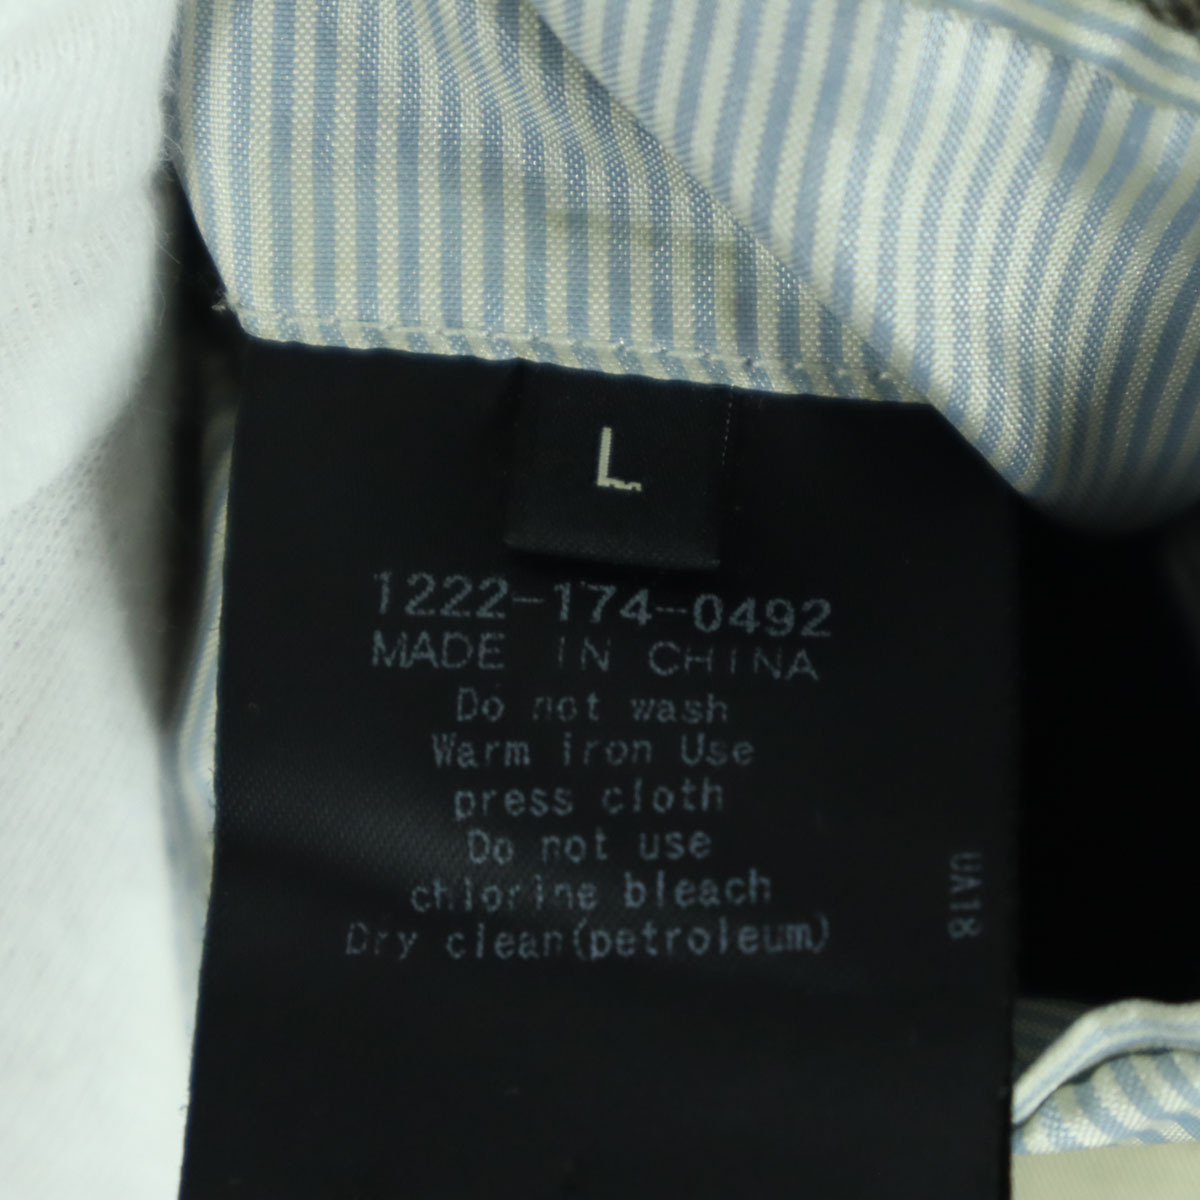 L
1222-174-0492
MADE IN CHINA
Do not wash
Warm iron Use
press cloth
Do not use
chlorine bleach
Dry clean(petroleum)
UA18